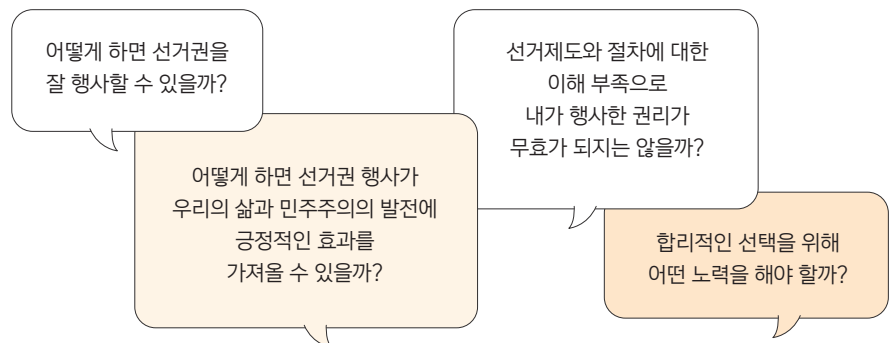 어떻게 하면 선거권을
잘 행사할 수 있을까?
선거제도와 절차에 대한
이해 부족으로
내가 행사한 권리가
무효가 되지는 않을까?
어떻게 하면 선거권 행사가
우리의 삶과 민주주의의 발전에
긍정적인 효과를
가져올 수 있을까?
합리적인 선택을 위해
어떤 노력을 해야 할까?